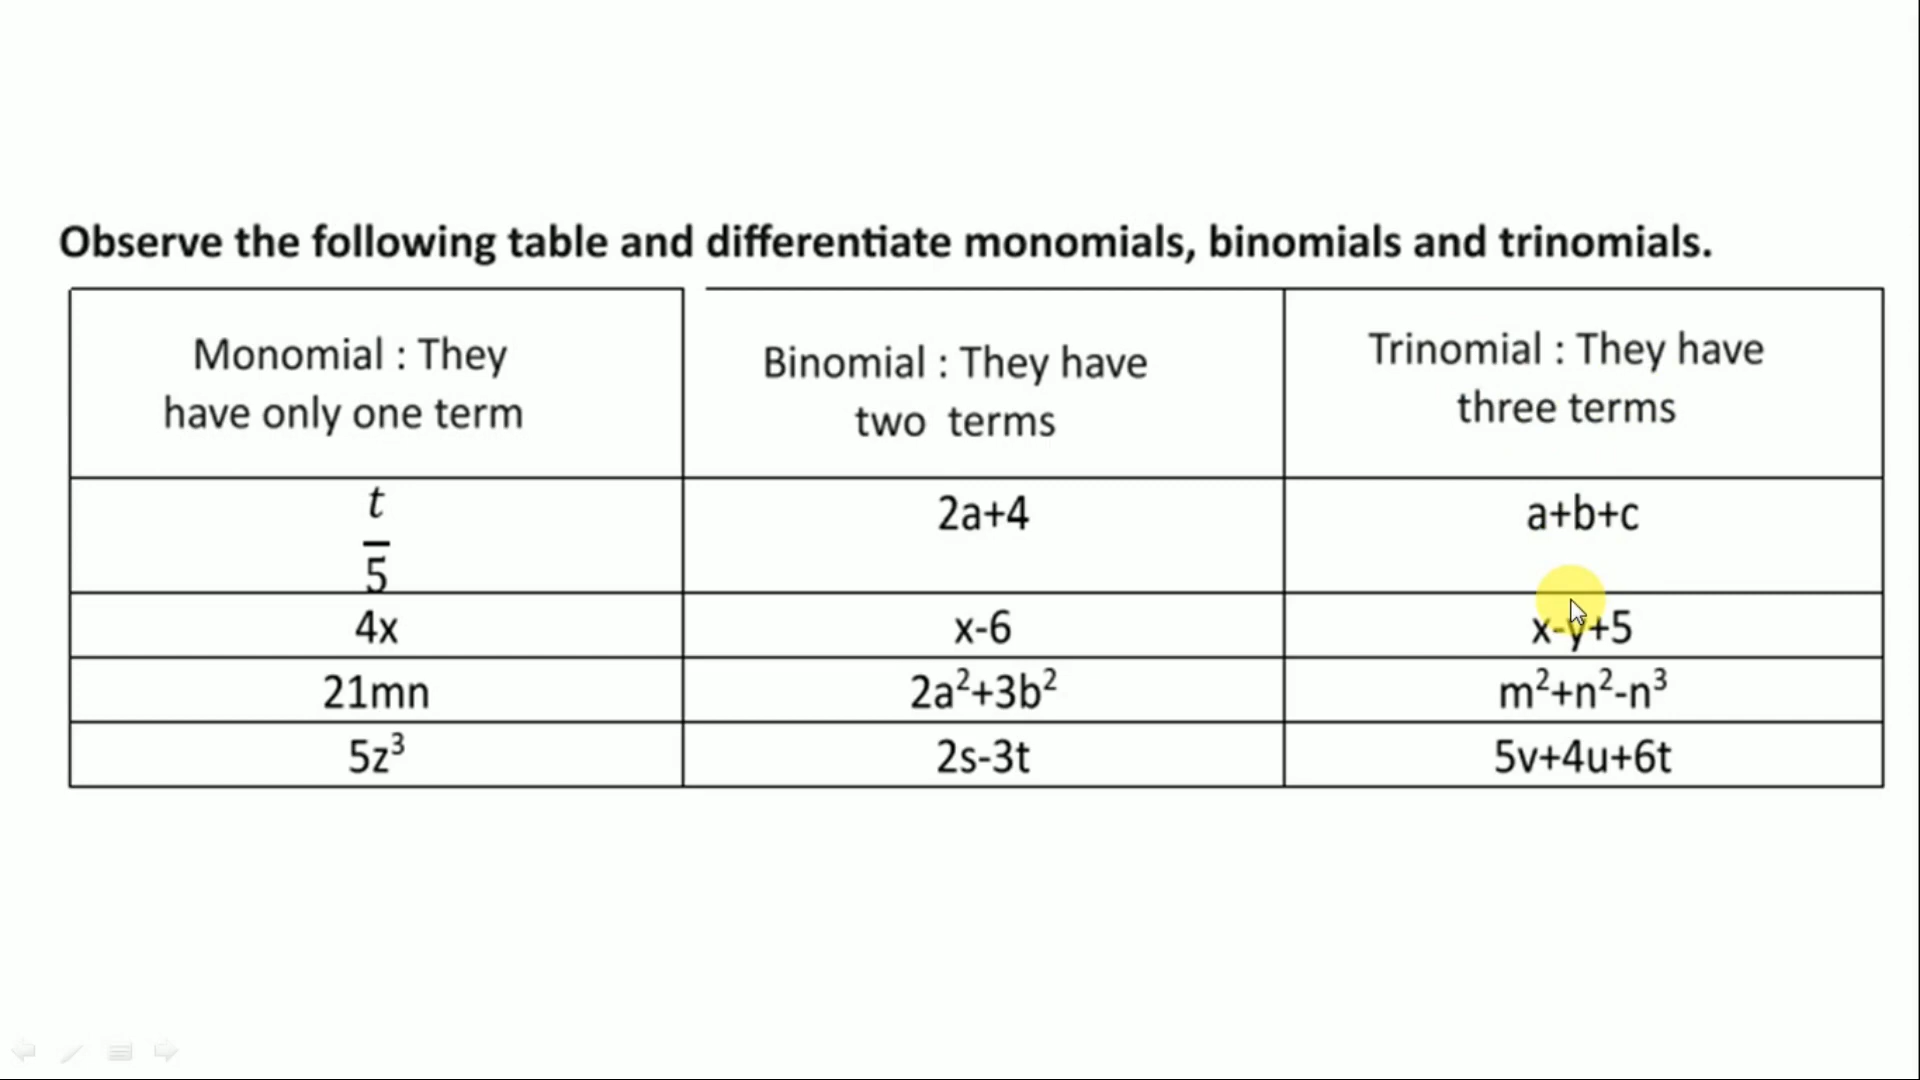 Observe the following table and differentiate monomials, binomials and trinomials.
Monomial : They
have only one term
Binomial : They have
two terms
Trinomial : They have
three terms
t
5
2a+4
a+b+c
4x
x-6
x-y+5
21mn
2a²+3b²
m²+n²-n³
5z³
2s-3t
5v+4u+6t